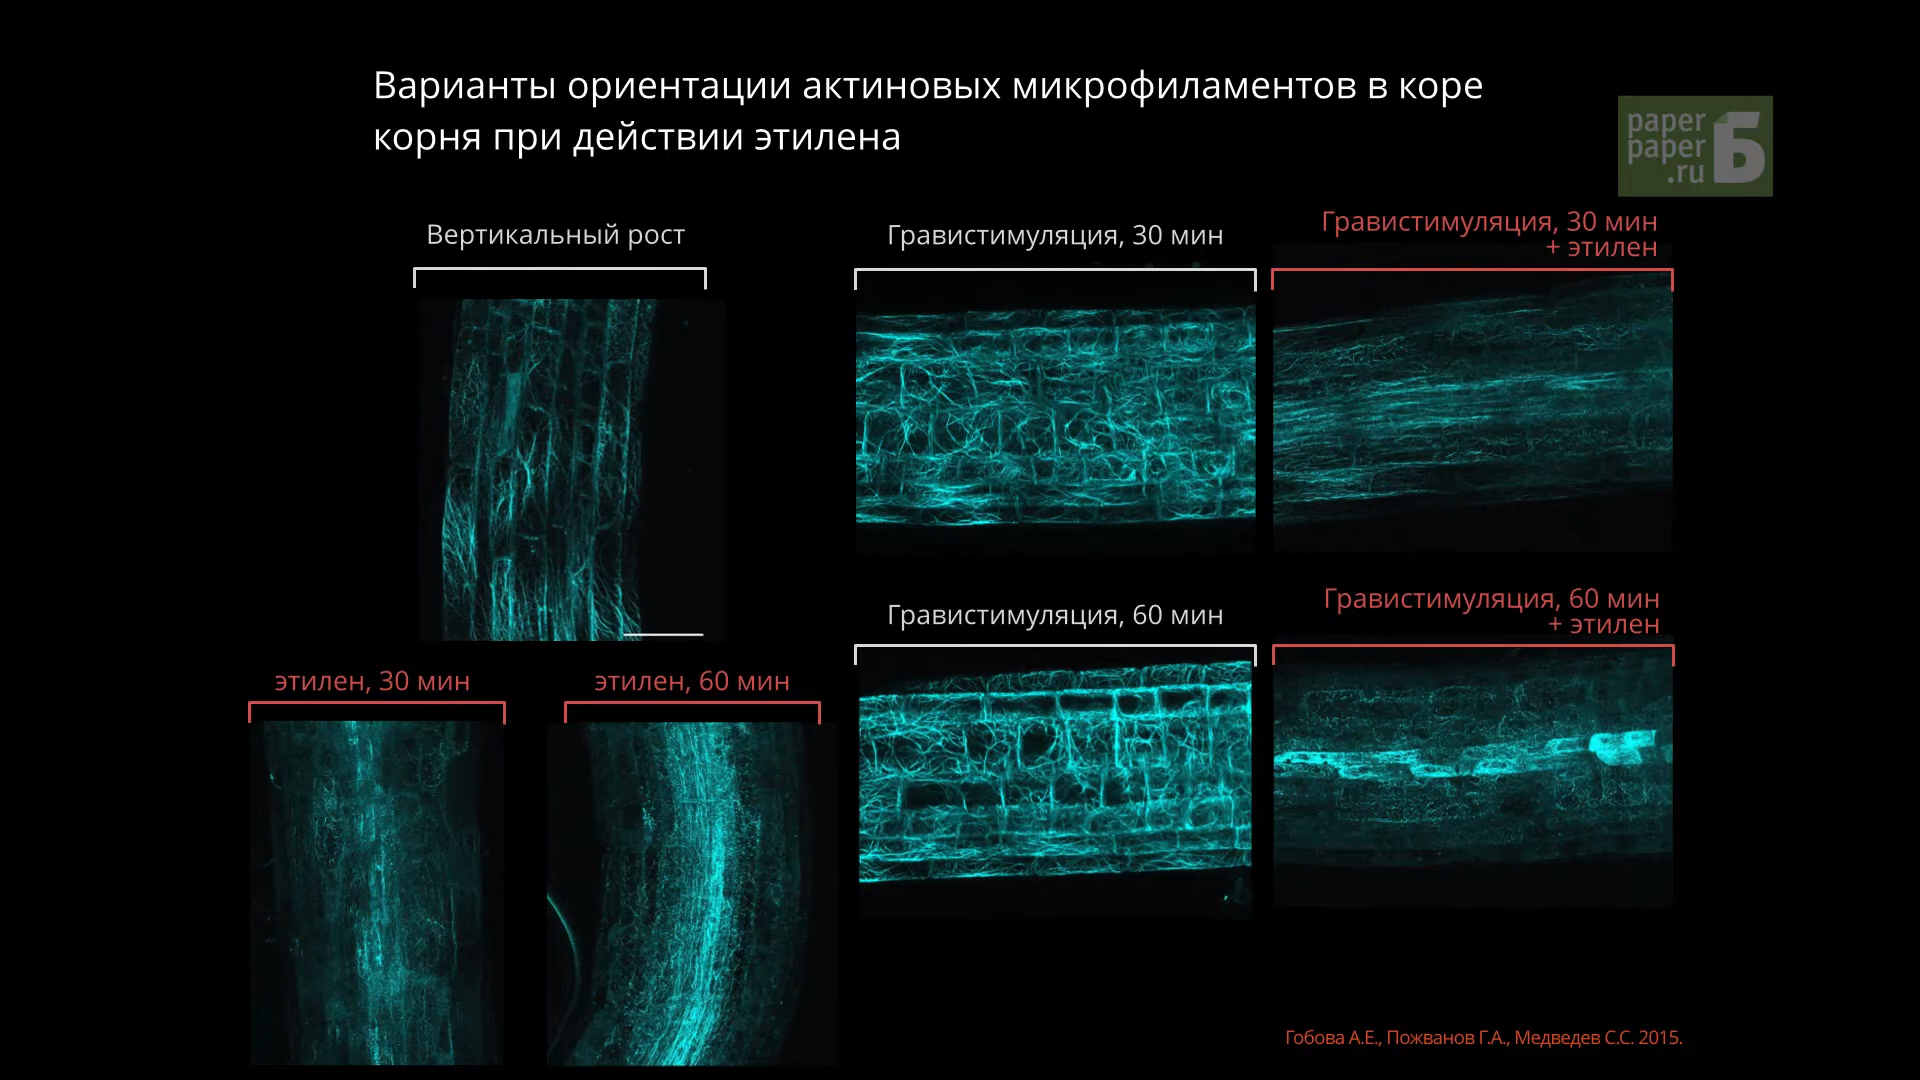 Варианты ориентации актиновых микрофиламентов в коре
корня при действии этилена
paper
paper
.ru
Б
Вертикальный рост
Гравистимуляция, 30 мин
Гравистимуляция, 30 мин
+ этилен
Гравистимуляция, 60 мин
Гравистимуляция, 60 мин
+ этилен
этилен, 30 мин
этилен, 60 мин
Гобова А.Е., Пожванов Г.А., Медведев С.С. 2015.